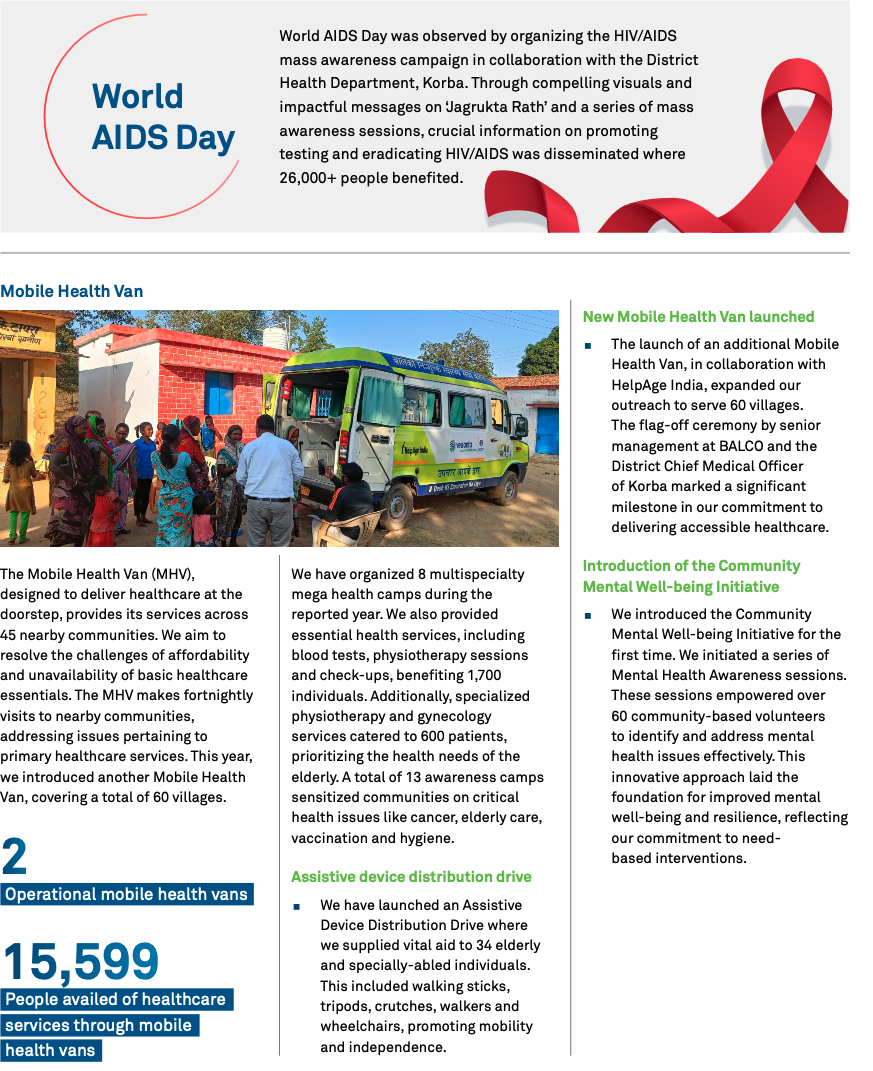 World
AIDS Day
World AIDS Day was observed by organizing the HIV/AIDS
mass awareness campaign in collaboration with the District
Health Department, Korba. Through compelling visuals and
impactful messages on ‘Jagrukta Rath’ and a series of mass
awareness sessions, crucial information on promoting
testing and eradicating HIV/AIDS was disseminated where
26,000+ people benefited.
Mobile Health Van
HelpAge India
vedanta
उपचार आपके द्वार
The Mobile Health Van (MHV),
designed to deliver healthcare at the
doorstep, provides its services across
45 nearby communities. We aim to
resolve the challenges of affordability
and unavailability of basic healthcare
essentials. The MHV makes fortnightly
visits to nearby communities,
addressing issues pertaining to
primary healthcare services. This year,
we introduced another Mobile Health
Van, covering a total of 60 villages.
2
Operational mobile health vans
15,599
People availed of healthcare
services through mobile
health vans
We have organized 8 multispecialty
mega health camps during the
reported year. We also provided
essential health services, including
blood tests, physiotherapy sessions
and check-ups, benefiting 1,700
individuals. Additionally, specialized
physiotherapy and gynecology
services catered to 600 patients,
prioritizing the health needs of the
elderly. A total of 13 awareness camps
sensitized communities on critical
health issues like cancer, elderly care,
vaccination and hygiene.
Assistive device distribution drive
■ We have launched an Assistive
Device Distribution Drive where
we supplied vital aid to 34 elderly
and specially-abled individuals.
This included walking sticks,
tripods, crutches, walkers and
wheelchairs, promoting mobility
and independence.
New Mobile Health Van launched
■ The launch of an additional Mobile
Health Van, in collaboration with
HelpAge India, expanded our
outreach to serve 60 villages.
The flag-off ceremony by senior
management at BALCO and the
District Chief Medical Officer
of Korba marked a significant
milestone in our commitment to
delivering accessible healthcare.
Introduction of the Community
Mental Well-being Initiative
■ We introduced the Community
Mental Well-being Initiative for the
first time. We initiated a series of
Mental Health Awareness sessions.
These sessions empowered over
60 community-based volunteers
to identify and address mental
health issues effectively. This
innovative approach laid the
foundation for improved mental
well-being and resilience, reflecting
our commitment to need-
based interventions.